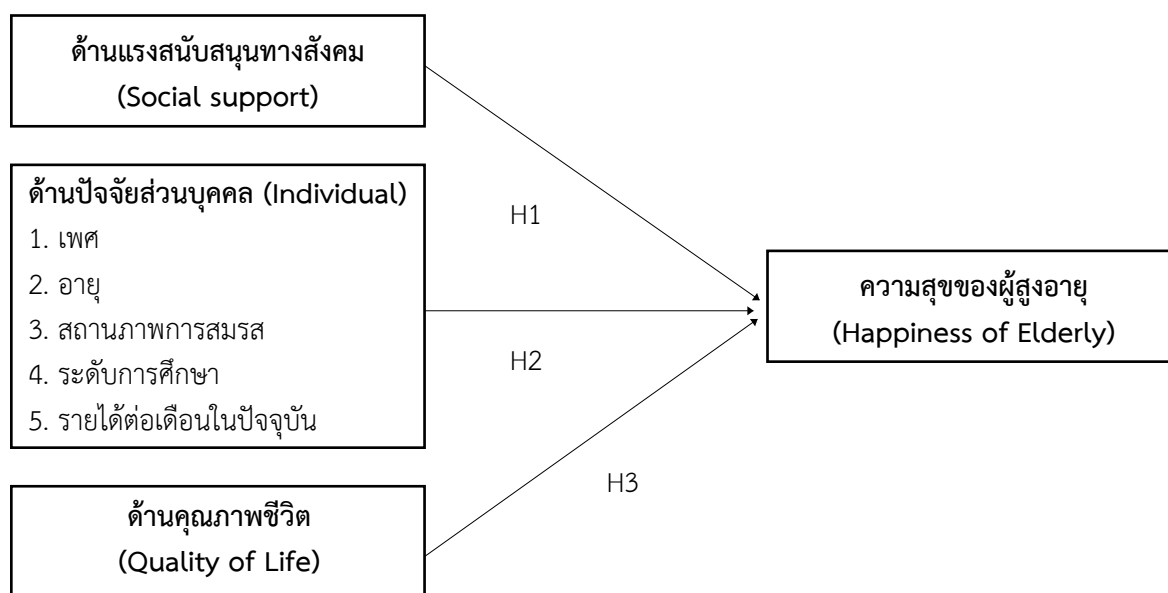 ด้านแรงสนับสนุนทางสังคม
(Social support)
ด้านปัจจัยส่วนบุคคล (Individual)
1. เพศ
2. อายุ
3. สถานภาพการสมรส
4. ระดับการศึกษา
5. รายได้ต่อเดือนในปัจจุบัน
ด้านคุณภาพชีวิต
(Quality of Life)
H1
H2
H3
ความสุขของผู้สูงอายุ
(Happiness of Elderly)